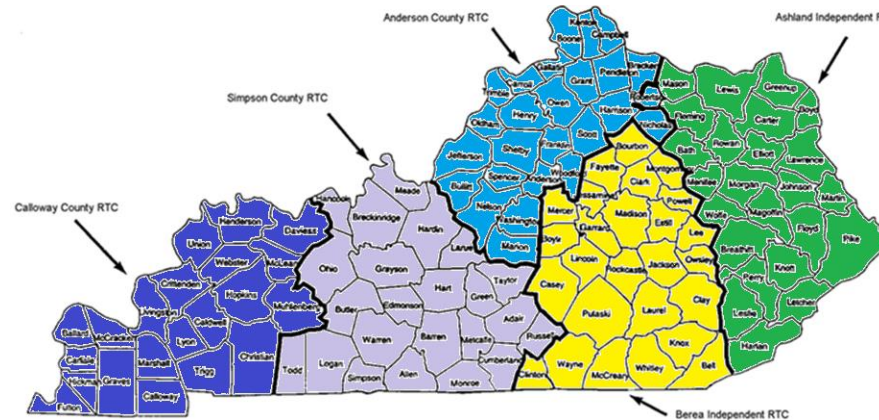 Anderson County RTC
Ashland Independent R
Simpson County RTC
Calloway County RTC
Berea Independent RTC
Kenton
Boone
Campbell
Gallati
Grant
Pendleton
Bracken
Carroll
Trimble
Owen
Robertson
Henry
Harrison
Nicholas
Oldham
Scott
Shelby
Franklin
Jefferson
Spencer
Anderson
Bullitt
Nelson
Washington
Marion
Mason
Lewis
Greenup
Boyd
Fleming
Carter
Rowan
Elliott
Bath
Lawrence
Menifee
Morgan
Johnson
Martin
Wolfe
Magoffin
Floyd
Pike
Breathitt
Knott
Perry
Letcher
Leslie
Harlan
Bourbon
Fayette
Montgom
Clark
Powell
Mercer
Madison
Estill
Lee
Boyle
Garrard
Owsley
Lincoln
Jackson
Rockcastle
Casey
Clay
Pulaski
Laurel
Knox
Wayne
Whitley
Bell
Clinton
McCreary
Hancock
Meade
Breckinridge
Hardin
Larue
Ohio
Grayson
Taylor
Hart
Green
Butler
Edmonson
Adair
Warren
Barren
Metcalfe
Russell
Cumberland
Todd
Logan
Simpson
Allen
Monroe
Henderson
Daviess
Union
Webster
McLean
Crittenden
Hopkins
Muhlenberg
Livingston
Caldwell
Lyon
Christian
Trigg
Ballard
McCracken
Carlisle
Marshall
Hickman
Graves
Calloway
Fulton